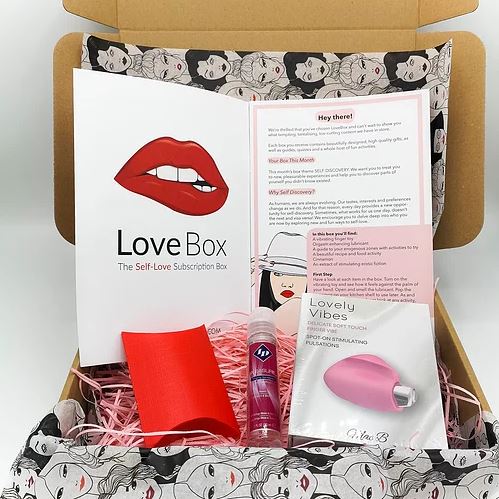 Love Box
The Self-Love Subscription Box
.COM
Hey there!
We're thrilled that you've chosen LoveBox and can't wait to show you
what tempting, tantalising, toe-curling content we have in store.
Each box you receive contains beautifully designed, high quality gifts, as
well as guides, quizzes and a whole host of fun activities.
Your Box This Month
This month's box theme SELF DISCOVERY. We want you to treat you
to new, pleasurable experiences and help you to discover parts of
yourself you didn't know existed.
Why Self Discovery?
As humans, we are always evolving. Our tastes, interests and preferences
change as we do. And for that reason, every day provides a new oppor-
tunity for self discovery. Sometimes, what works for us one day, doesn't
the next and visa versa! We encourage you to delve deep into who you
are now by exploring new and fun ways to self-love.
In this box you'll find:
A vibrating finger toy
Orgasm enhancing lubricant
A guide to your erogenous zones with activities to try
A beautiful recipe and food activity
Cinnamon
An extract of stimulating erotic fiction
First Step
Have a look at each item in the box. Turn on the
vibrating toy and see how it feels against the palm of
your hand. Open and smell the lubricant. Pop the
on your kitchen shelf to use later. As and
look at any activity,
Lovely
Vibes
DELICATE SOFT TOUCH
FINGER VIBE
SPOT-ON STIMULATING
PULSATIONS
ID
Pleasure